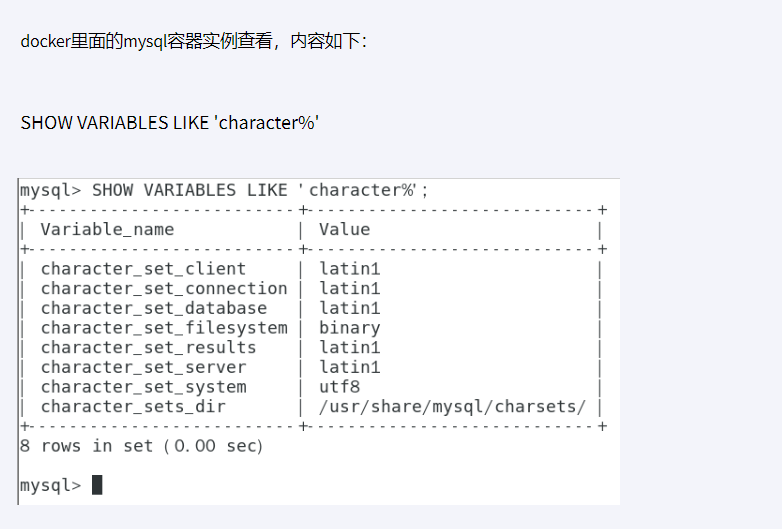 docker里面的mysql容器实例查看，内容如下：
SHOW VARIABLES LIKE 'character%'
mysql> SHOW VARIABLES LIKE 'character%';
+--------------------------+----------------------------+
| Variable_name            | Value                      |
+--------------------------+----------------------------+
| character_set_client     | latin1                     |
| character_set_connection | latin1                     |
| character_set_database   | latin1                     |
| character_set_filesystem | binary                     |
| character_set_results    | latin1                     |
| character_set_server     | latin1                     |
| character_set_system     | utf8                       |
| character_sets_dir       | /usr/share/mysql/charsets/ |
+--------------------------+----------------------------+
8 rows in set (0.00 sec)
mysql>